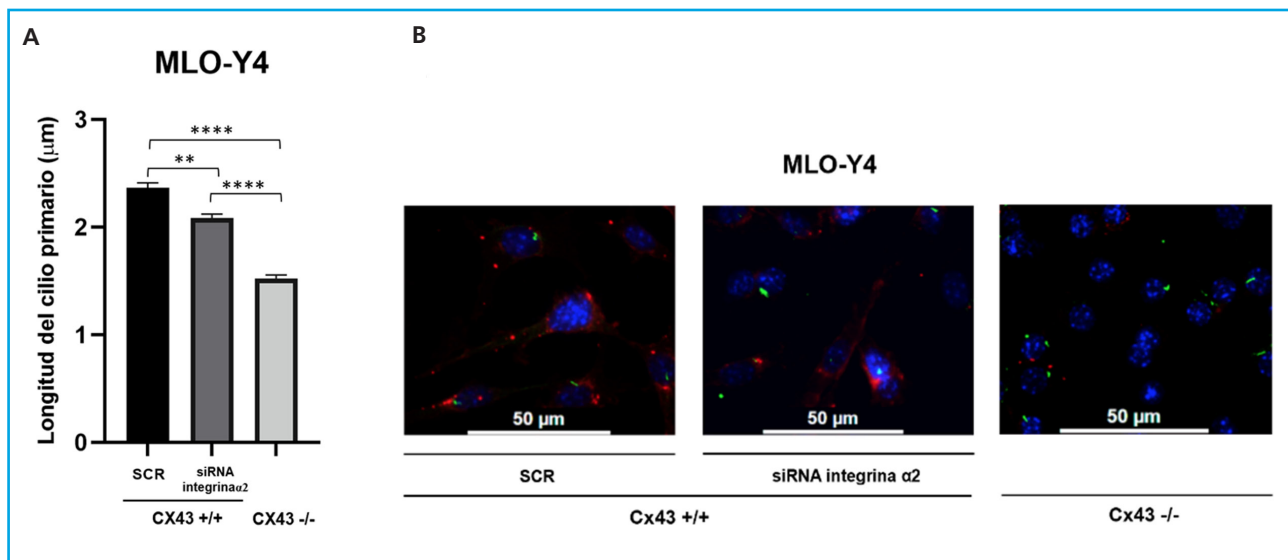 A
MLO-Y4
Longitud del cilio primario (μm)
3
2
1
0
****
**
****
SCR
siRNA
integrinaα2
CX43 +/+
CX43 -/-
B
MLO-Y4
50 μm
50 μm
50 μm
SCR
siRNA integrina α2
Cx43 +/+
Cx43 -/-